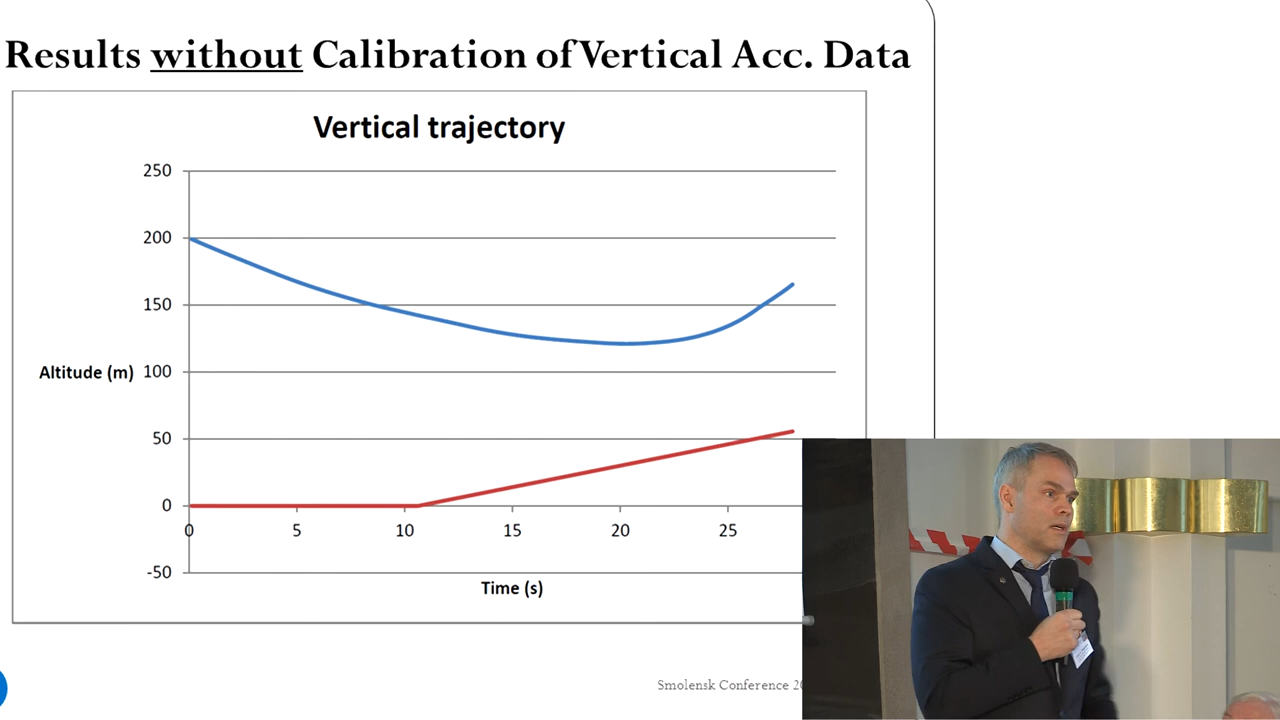 Results without Calibration of Vertical Acc. Data
Vertical trajectory
250
200
150
Altitude (m) 100
50
0
0 5 10 15 20 25
-50
Time (s)
Smolensk Conference